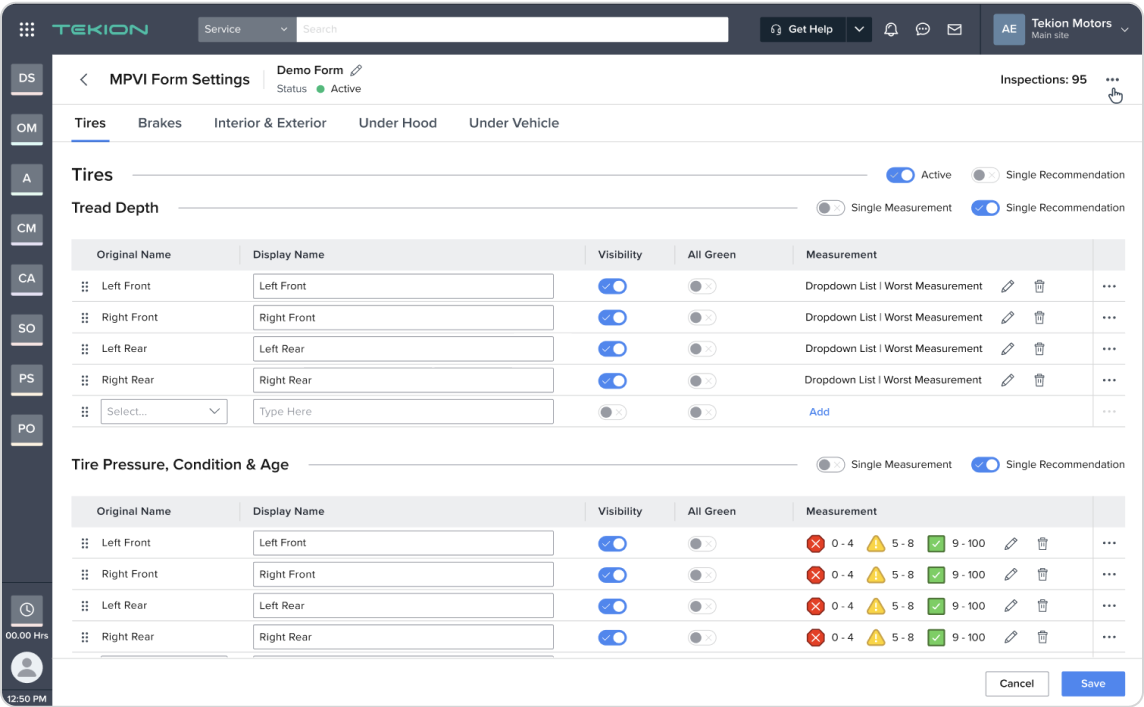 TEKION Service Search Get Help AE Tekion Motors
Main site
DS MPVI Form Settings Demo Form Inspections: 95
Status Active
OM Tires Brakes Interior & Exterior Under Hood Under Vehicle
A Tires Active Single Recommendation
CM Tread Depth Single Measurement Single Recommendation
Original Name Display Name Visibility All Green Measurement
CA Left Front Left Front Dropdown List | Worst Measurement
SO Right Front Right Front Dropdown List | Worst Measurement
Left Rear Left Rear Dropdown List | Worst Measurement
PS Right Rear Right Rear Dropdown List | Worst Measurement
Select... Type Here Add
PO
Tire Pressure, Condition & Age Single Measurement Single Recommendation
Original Name Display Name Visibility All Green Measurement
Left Front Left Front 0 - 4 5 - 8 9 - 100
Right Front Right Front 0 - 4 5 - 8 9 - 100
Left Rear Left Rear 0 - 4 5 - 8 9 - 100
00.00 Hrs Right Rear Right Rear 0 - 4 5 - 8 9 - 100
Cancel Save
12:50 PM